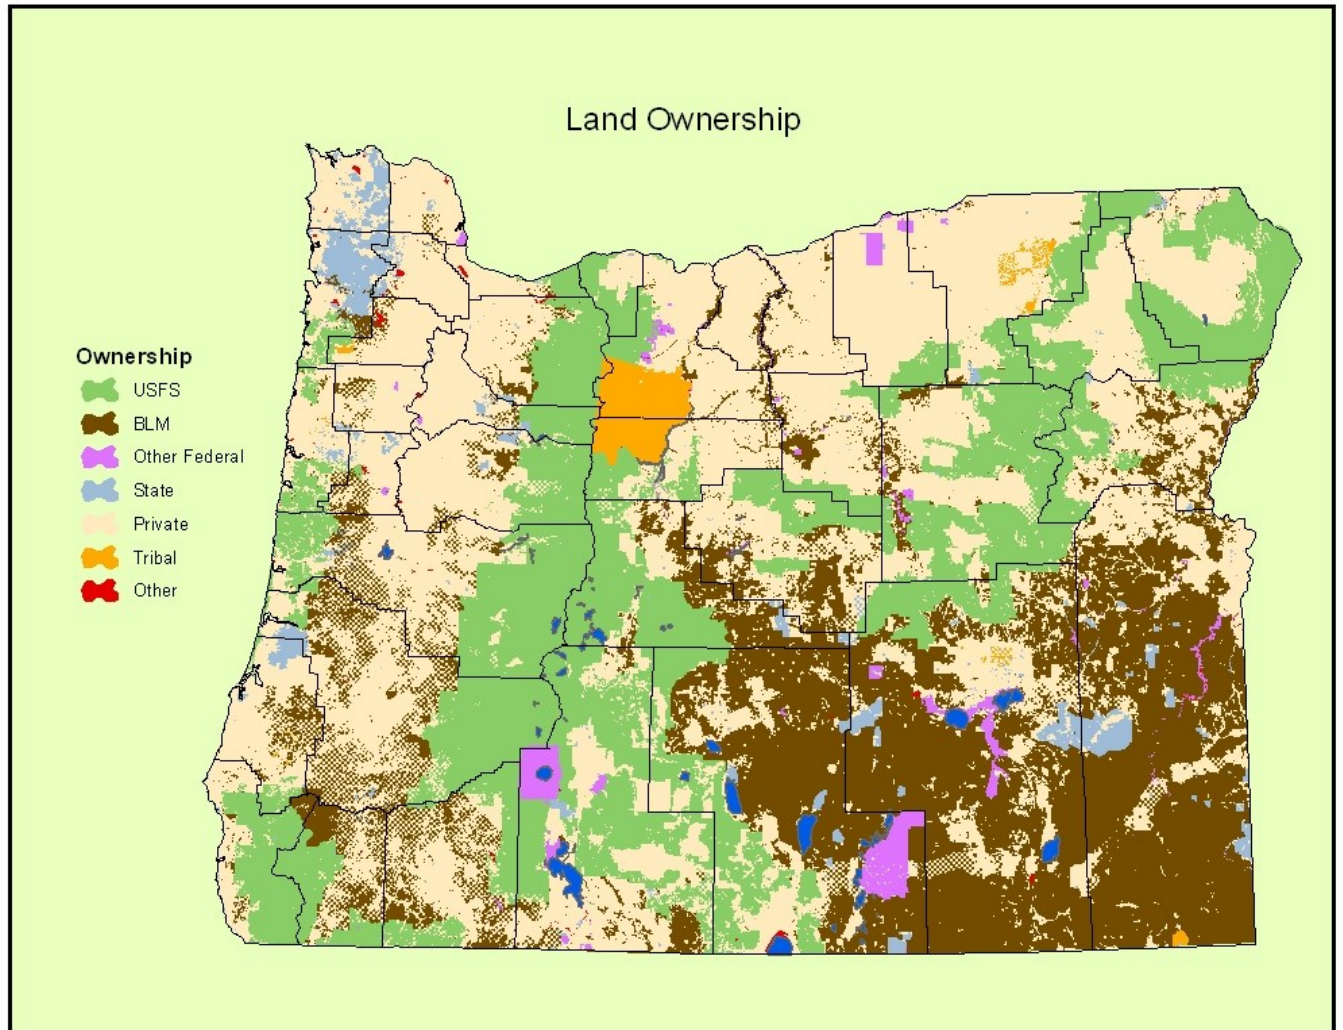 Land Ownership
Ownership
USFS
BLM
Other Federal
State
Private
Tribal
Other